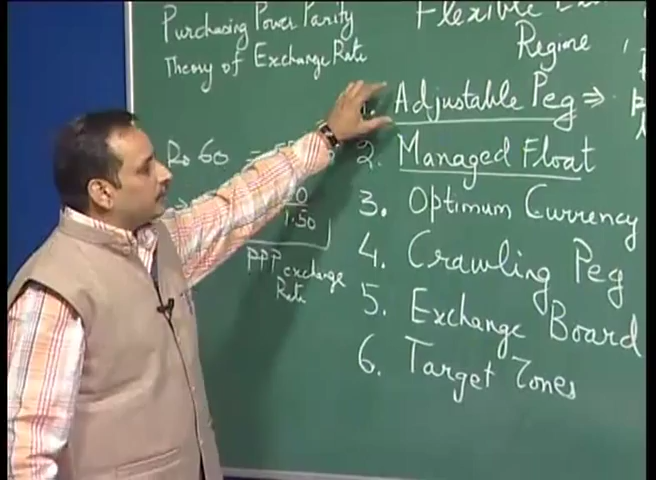 Purchasing Power Parity
Theory of Exchange Rate
Rs 60
1.50
PPP exchange
Rate
Flexible
Regime
Adjustable Peg ⇒
2. Managed Float
3. Optimum Currency
4. Crawling Peg
5. Exchange Board
6. Target Zones